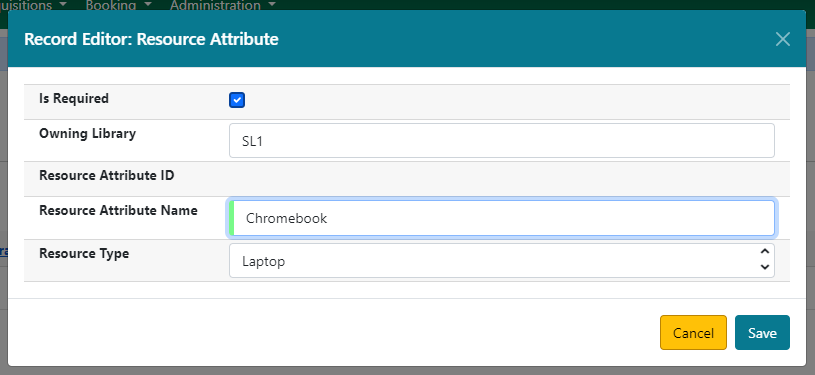 Booking Administration
Record Editor: Resource Attribute
Is Required
Owning Library SL1
Resource Attribute ID
Resource Attribute Name Chromebook
Resource Type Laptop
Cancel Save